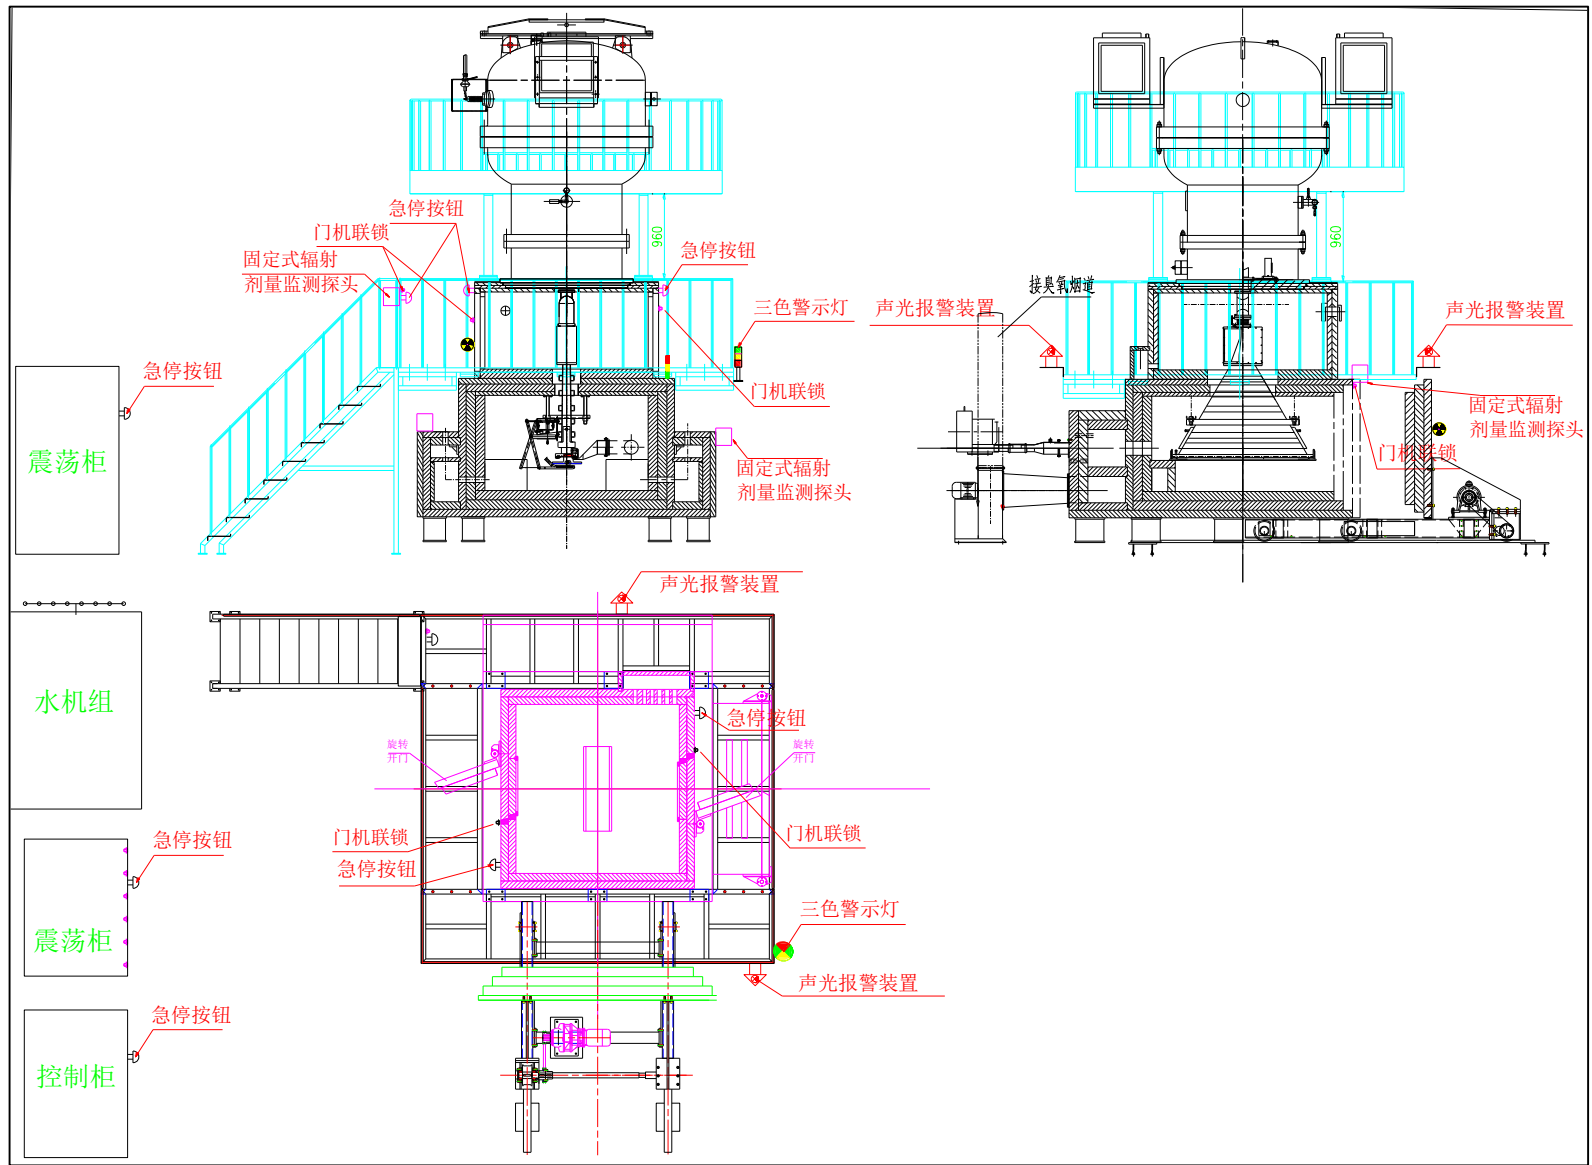 急停按钮
门机联锁
固定式辐射
剂量监测探头
960
急停按钮
三色警示灯
门机联锁
固定式辐射
剂量监测探头
急停按钮
震荡柜
接臭氧烟道
声光报警装置
960
声光报警装置
固定式辐射
剂量监测探头
门机联锁
声光报警装置
水机组
急停按钮
旋转
开门
旋转
开门
门机联锁
门机联锁
急停按钮
急停按钮
震荡柜
三色警示灯
声光报警装置
急停按钮
控制柜